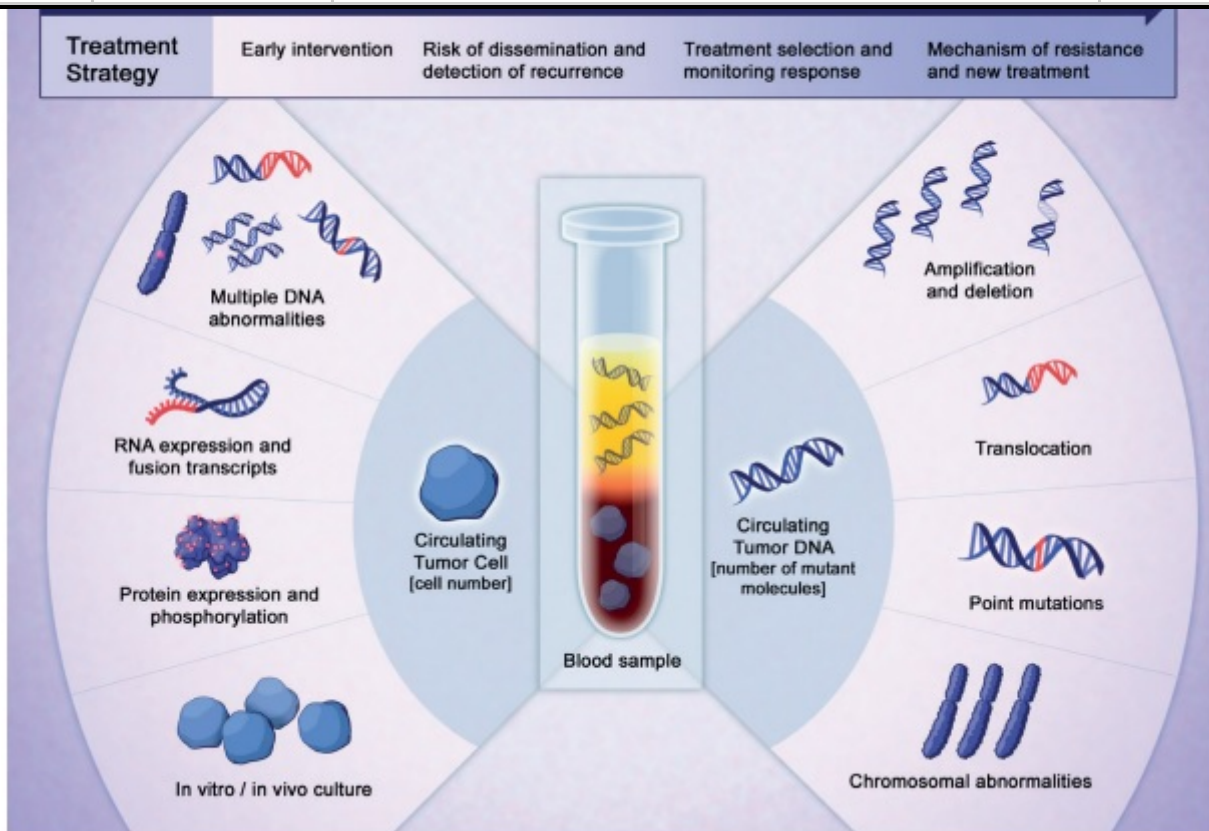 Treatment
Strategy
Early intervention
Risk of dissemination and
detection of recurrence
Treatment selection and
monitoring response
Mechanism of resistance
and new treatment
Multiple DNA
abnormalities
RNA expression and
fusion transcripts
Protein expression and
phosphorylation
In vitro / in vivo culture
Circulating
Tumor Cell
[cell number]
Blood sample
Circulating
Tumor DNA
[number of mutant
molecules]
Amplification
and deletion
Translocation
Point mutations
Chromosomal abnormalities